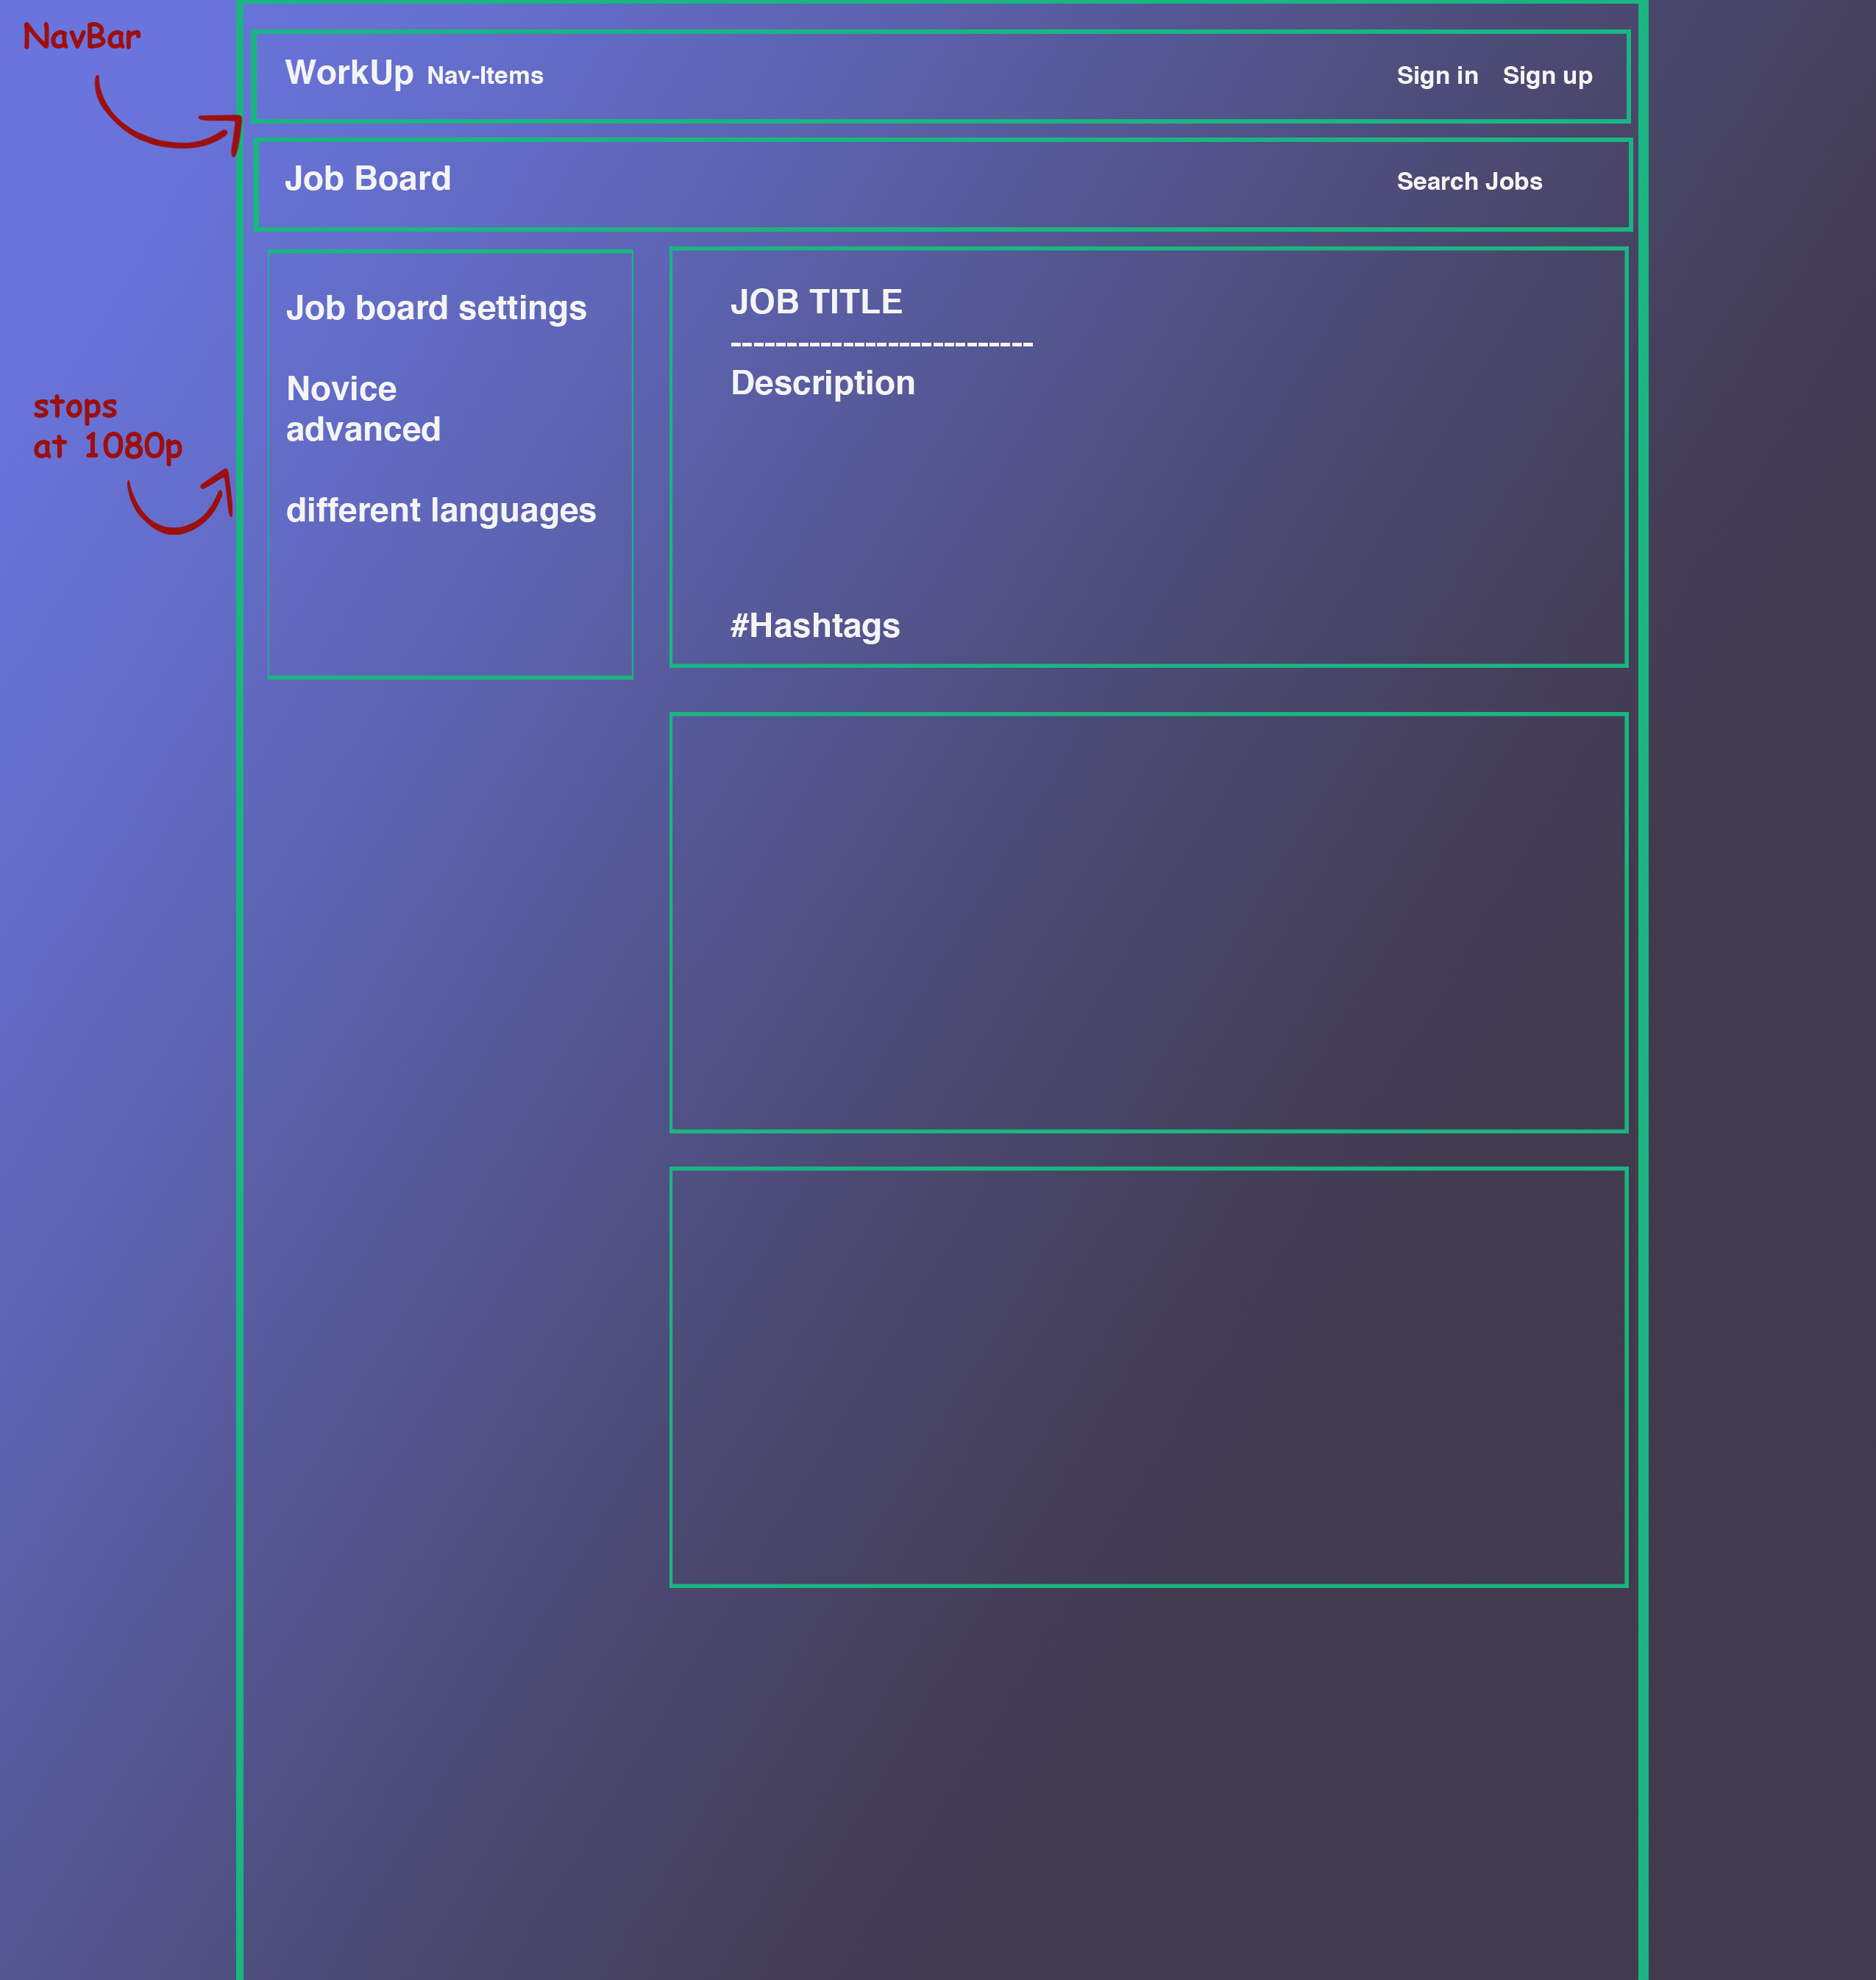 NavBar
WorkUp Nav-Items
Sign in Sign up
Job Board
Search Jobs
stops
at 1080p
Job board settings
Novice
advanced
different languages
JOB TITLE
---------------------------
Description
#Hashtags